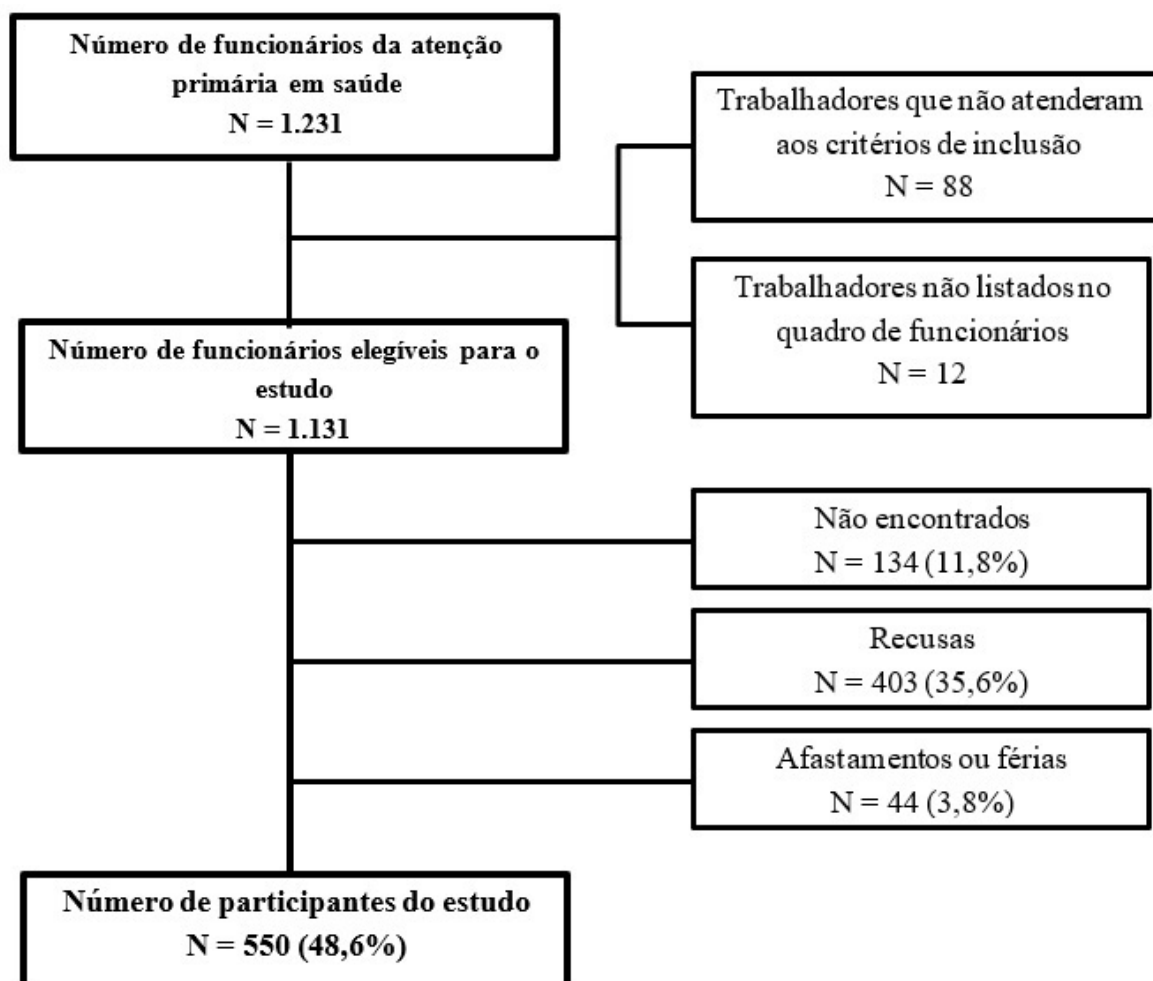 Número de funcionários da atenção
primária em saúde
N = 1.231
Trabalhadores que não atenderam
aos critérios de inclusão
N = 88
Trabalhadores não listados no
quadro de funcionários
N = 12
Número de funcionários elegíveis para o
estudo
N = 1.131
Não encontrados
N = 134 (11,8%)
Recusas
N = 403 (35,6%)
Afastamentos ou férias
N = 44 (3,8%)
Número de participantes do estudo
N = 550 (48,6%)